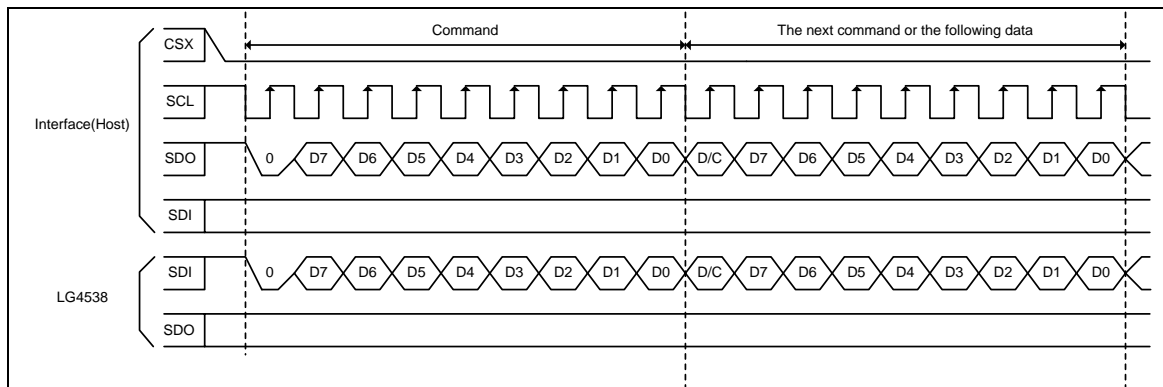 Command The next command or the following data
CSX
SCL
Interface(Host)
SDO 0 D7 D6 D5 D4 D3 D2 D1 D0 D/C D7 D6 D5 D4 D3 D2 D1 D0
SDI
SDI 0 D7 D6 D5 D4 D3 D2 D1 D0 D/C D7 D6 D5 D4 D3 D2 D1 D0
LG4538
SDO